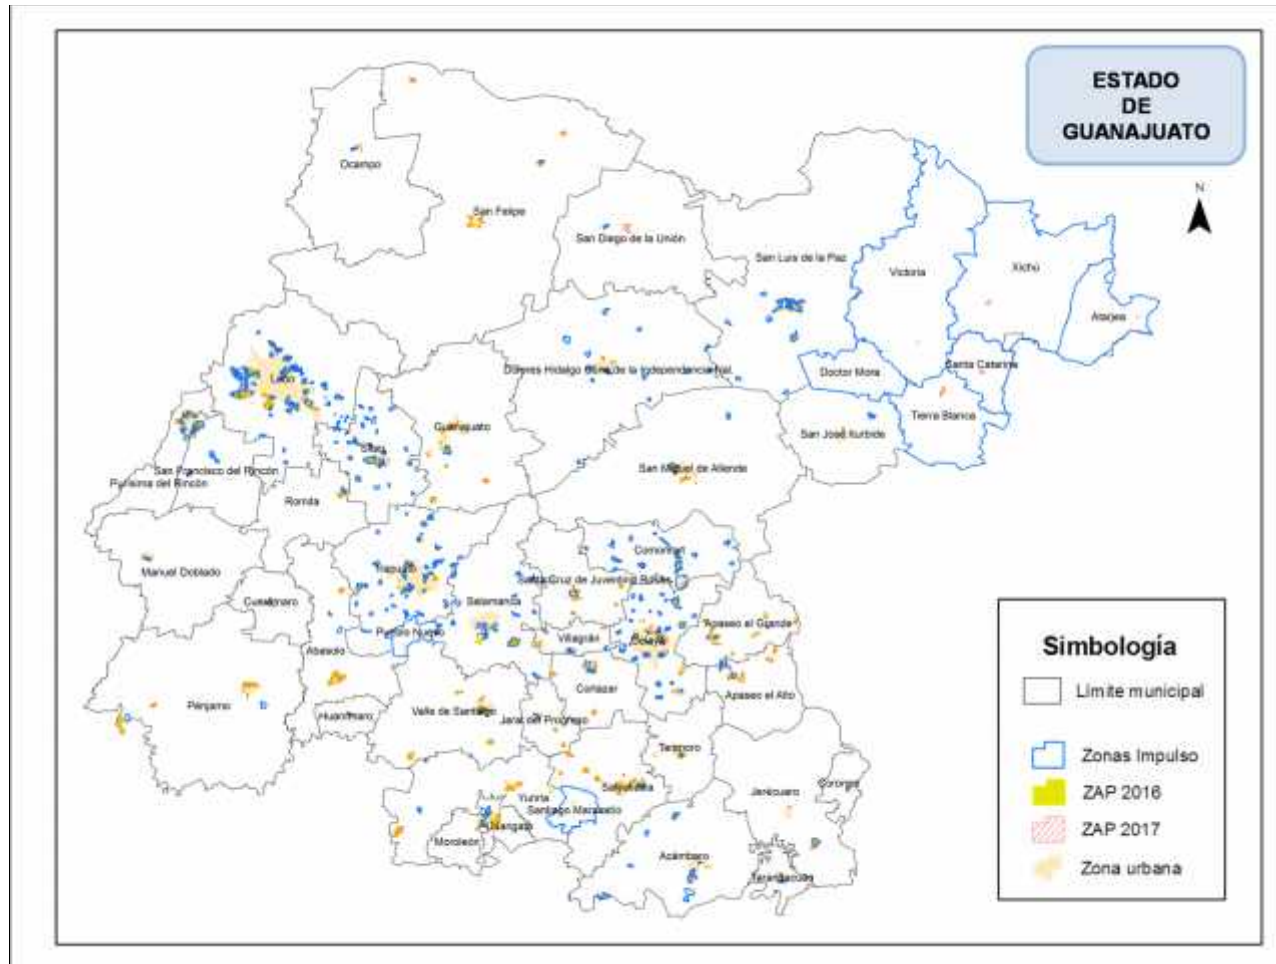 ESTADO
DE
GUANAJUATO
N
Ocampo
San Felipe
San Diego de la Unión
San Luis de la Paz
Victoria
Xichú
Atarjea
León
Dolores Hidalgo Cuna de la Independencia Nal.
Doctor Mora
Santa Catarina
Tierra Blanca
Guanajuato
San José Iturbide
Silao
San Miguel de Allende
San Francisco del Rincón
Purísima del Rincón
Romita
Manuel Doblado
Comonfort
Irapuato
Santa Cruz de Juventino Rosas
Cuerámaro
Salamanca
Apaseo el Grande
Pueblo Nuevo
Villagrán
Celaya
Abasolo
Cortazar
Apaseo el Alto
Pénjamo
Huanímaro
Valle de Santiago
Jaral del Progreso
Tarimoro
Jerécuaro
Coroneo
Salvatierra
Yuriria
Santiago Maravatío
Uriangato
Moroleón
Acámbaro
Tarandacuao
Simbología
Límite municipal
Zonas Impulso
ZAP 2016
ZAP 2017
Zona urbana